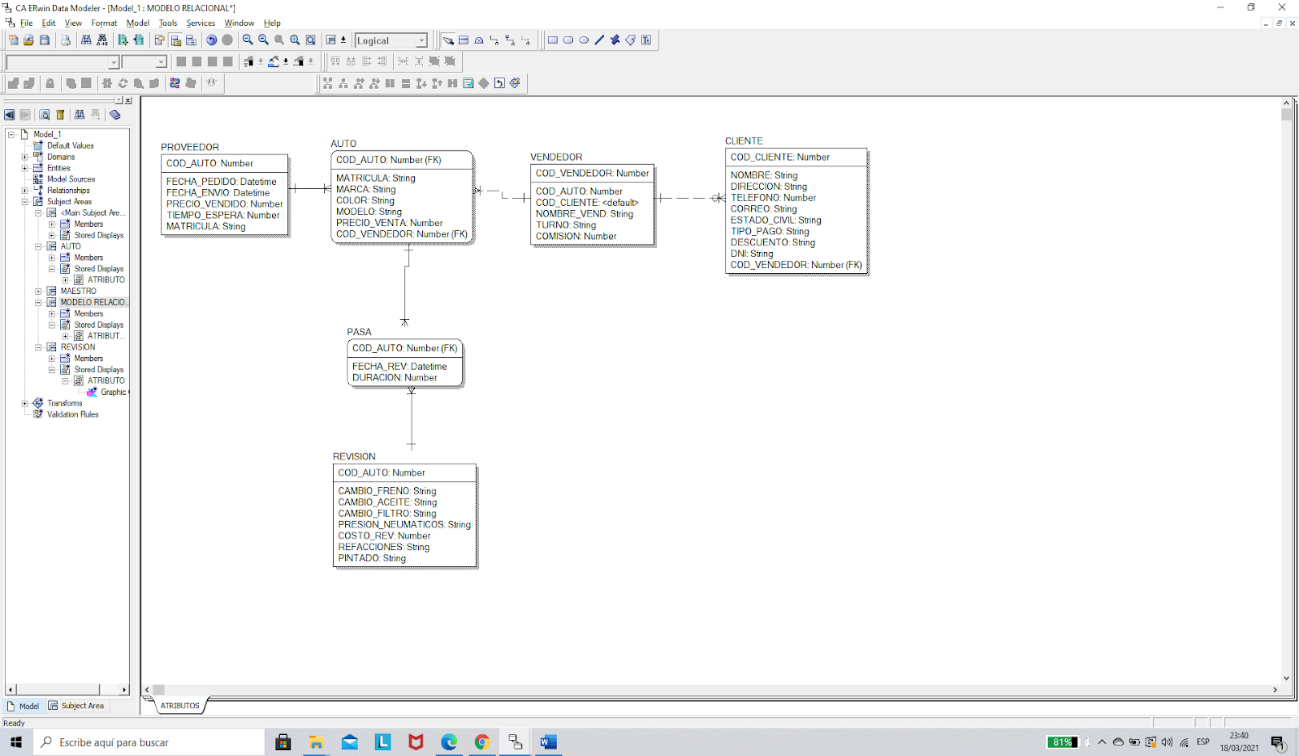 CA ERwin Data Modeler - [Model_1 : MODELO RELACIONAL*]
File Edit View Format Model Tools Services Window Help
Logical
Model_1
Default Values
Domains
Entities
Model Sources
Relationships
Subject Areas
<Main Subject Are...
Members
Stored Displays
AUTO
Members
Stored Displays
ATRIBUTO
MAESTRO
MODELO RELACIO
Members
Stored Displays
ATRIBUT...
REVISION
Members
Stored Displays
ATRIBUTO
Graphic
Transforms
Validation Rules
PROVEEDOR
COD_AUTO: Number
FECHA_PEDIDO: Datetime
FECHA_ENVIO: Datetime
PRECIO_VENDIDO: Number
TIEMPO_ESPERA: Number
MATRICULA: String
AUTO
COD_AUTO: Number (FK)
MATRICULA: String
MARCA: String
COLOR: String
MODELO: String
PRECIO_VENTA: Number
COD_VENDEDOR: Number (FK)
VENDEDOR
COD_VENDEDOR: Number
COD_AUTO: Number
COD_CLIENTE: <default>
NOMBRE_VEND: String
TURNO: String
COMISION: Number
CLIENTE
COD_CLIENTE: Number
NOMBRE: String
DIRECCION: String
TELEFONO: Number
CORREO: String
ESTADO_CIVIL: String
TIPO_PAGO: String
DESCUENTO: String
DNI: String
COD_VENDEDOR: Number (FK)
PASA
COD_AUTO: Number (FK)
FECHA_REV: Datetime
DURACION: Number
REVISION
COD_AUTO: Number
CAMBIO_FRENO: String
CAMBIO_ACEITE: String
CAMBIO_FILTRO: String
PRESION_NEUMATICOS: String
COSTO_REV: Number
REFACCIONES: String
PINTADO: String
Model Subject Area
ATRIBUTOS
Ready
Escribe aquí para buscar
81%
ESP
23:40
18/03/2021